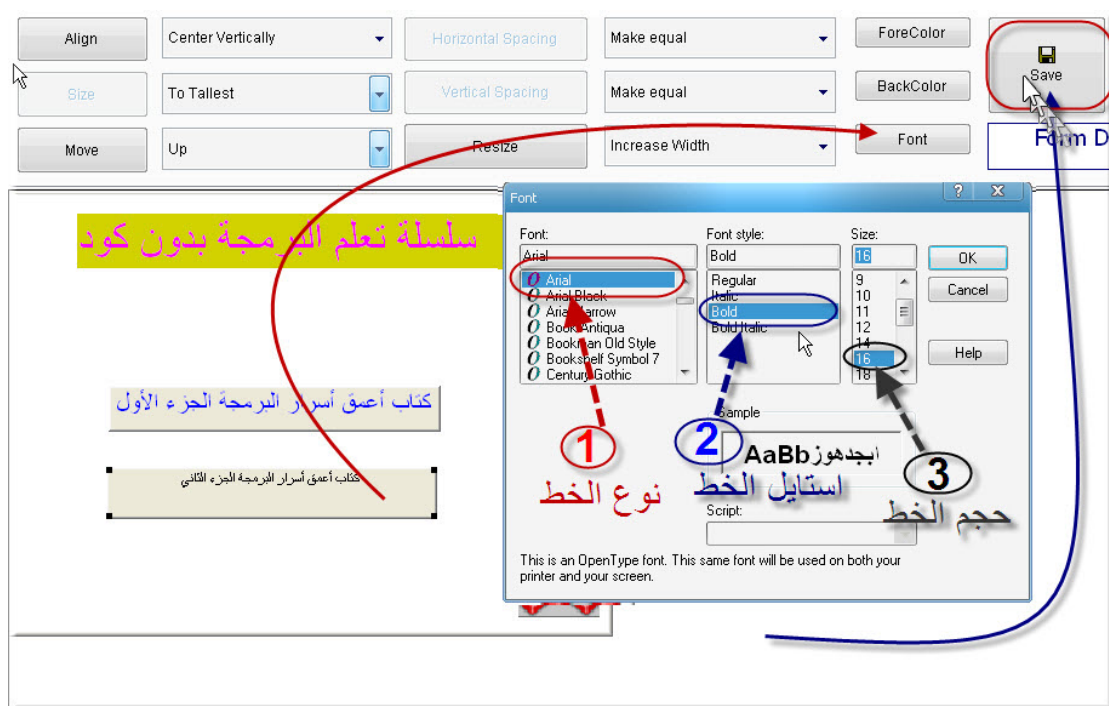 Align
Center Vertically
Horizontal Spacing
Make equal
ForeColor
Save
Size
To Tallest
Vertical Spacing
Make equal
BackColor
Move
Up
Resize
Increase Width
Font
Form D
سلسلة تعلم البرمجة بدون كود
كتاب أعمق أسرار البرمجة الجزء الأول
كتاب أعمق أسرار البرمجة الجزء الثاني
Font
Font:
Font style:
Size:
Arial
Bold
16
OK
Cancel
Help
Arial
Arial Black
Arial Narrow
Book Antiqua
Bookman Old Style
Bookshelf Symbol 7
Century Gothic
Regular
Italic
Bold
Bold Italic
9
10
11
12
14
16
18
Sample
AaBb ابجدهوز
Script:
1
نوع الخط
2
استايل الخط
3
حجم الخط
This is an OpenType font. This same font will be used on both your
printer and your screen.